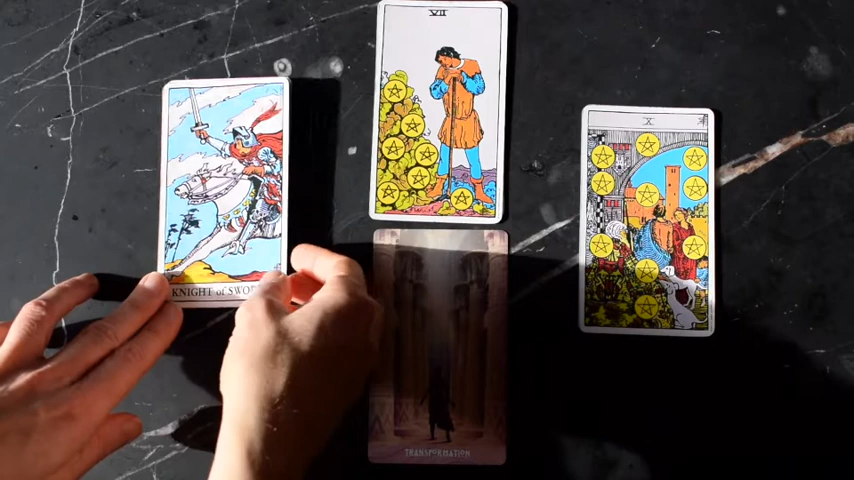 VII
X
KNIGHT of SWO
TRANSFORMATION